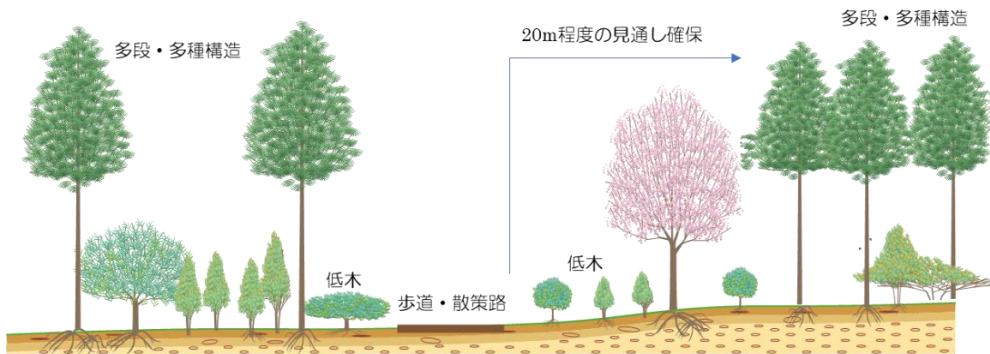 多段・多種構造
20m程度の見通し確保
多段・多種構造
低木
歩道・散策路
低木